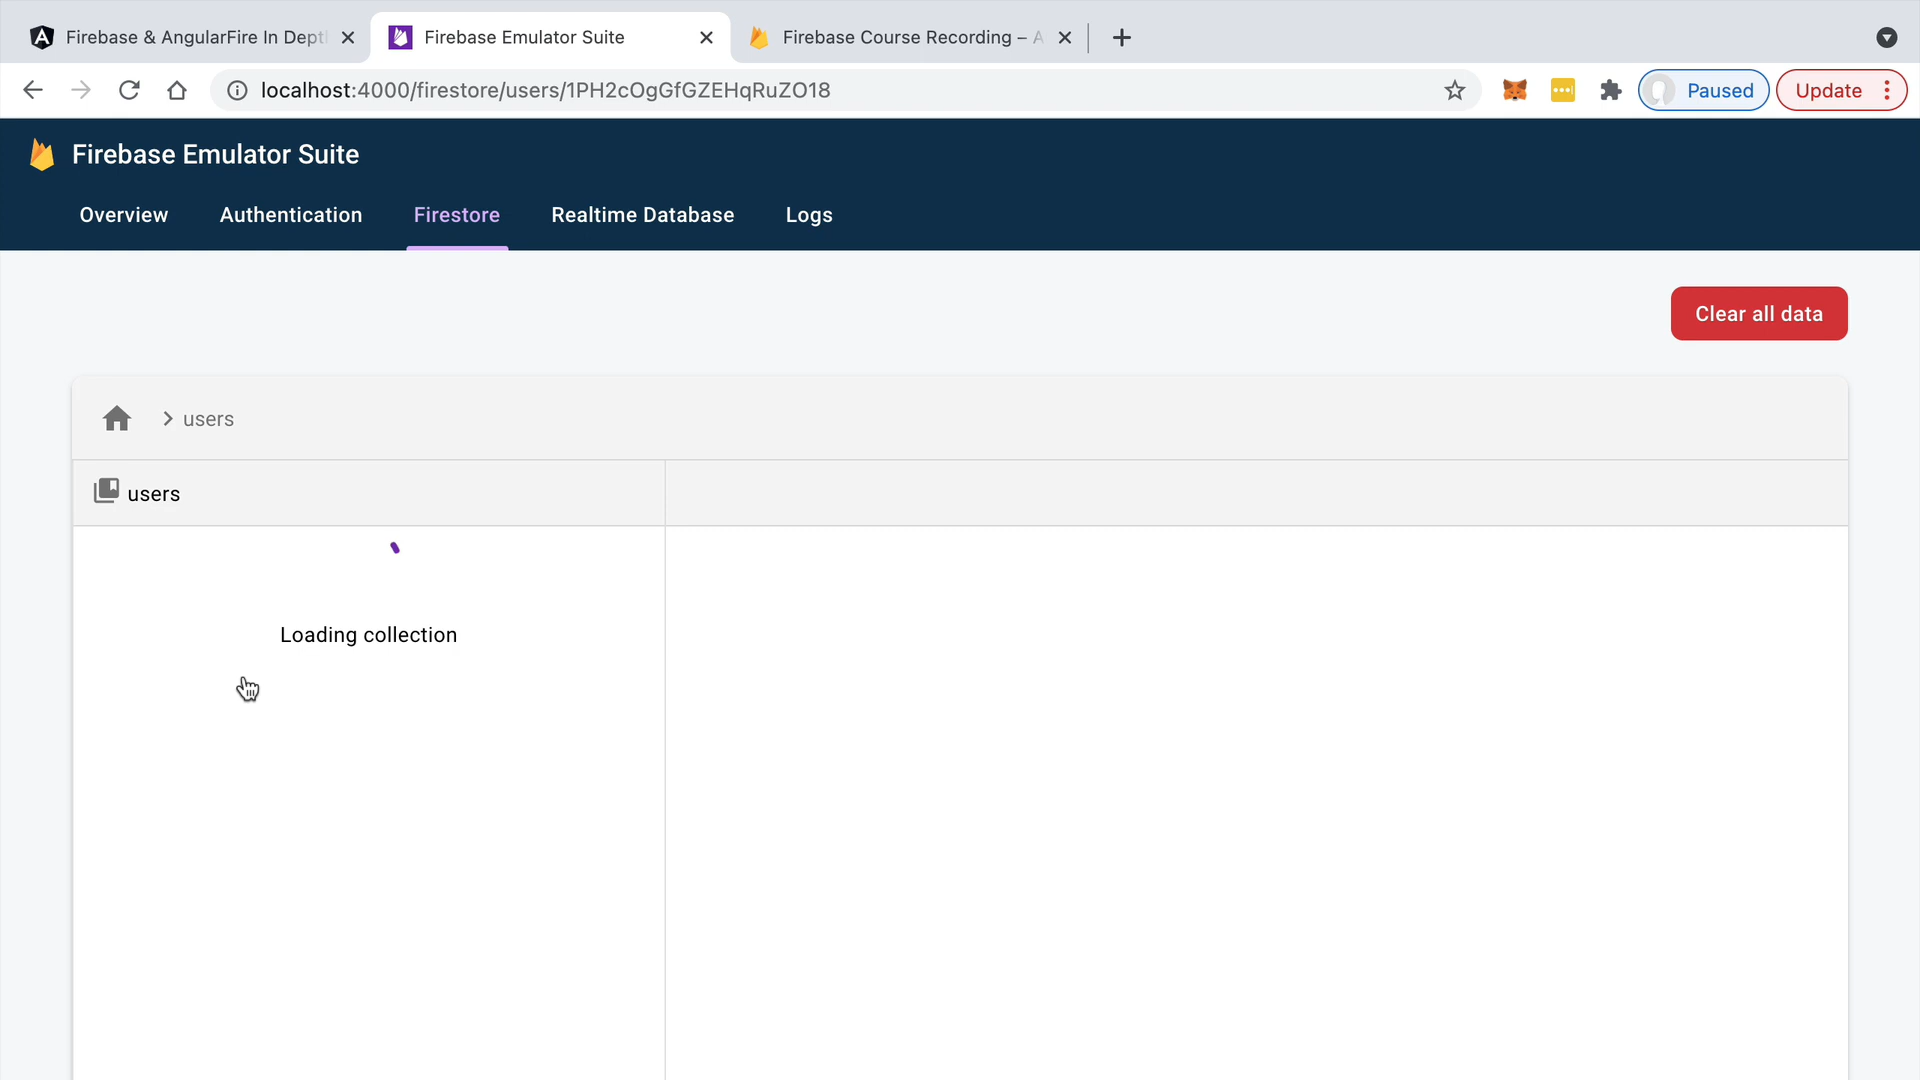 Firebase & AngularFire In Dept
Firebase Emulator Suite
Firebase Course Recording – A
localhost:4000/firestore/users/1PH2cOgGfGZEHqRuZO18
Paused
Update
Firebase Emulator Suite
Overview
Authentication
Firestore
Realtime Database
Logs
Clear all data
users
users
Loading collection